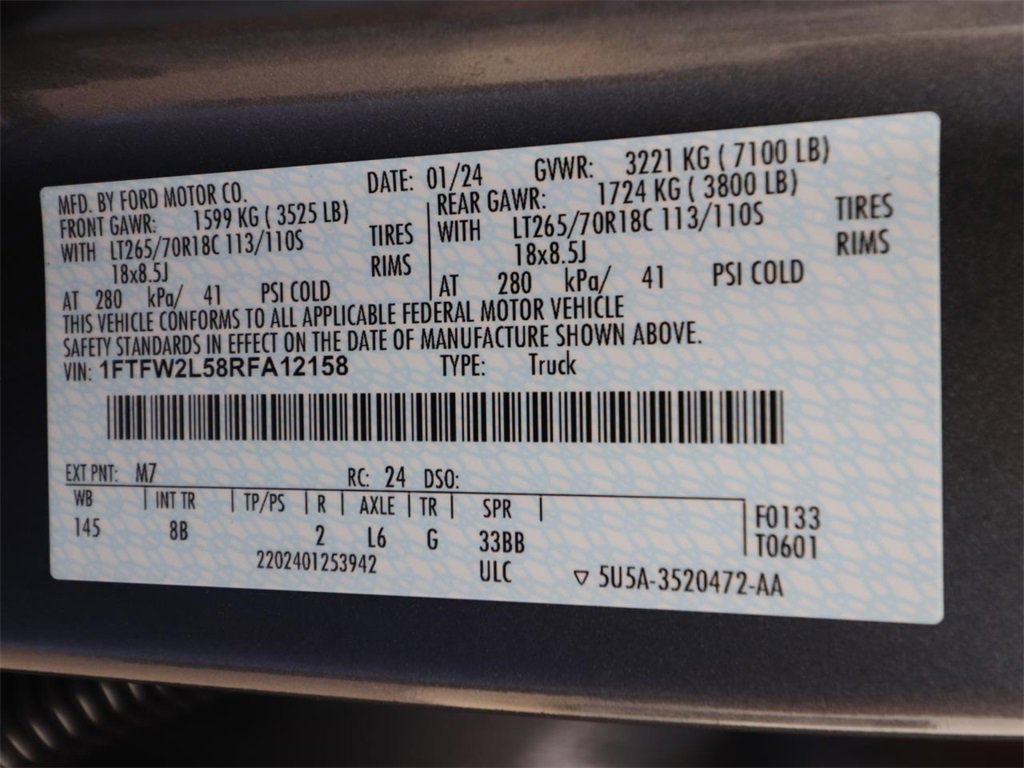 MFD. BY FORD MOTOR CO. DATE: 01/24 GVWR: 3221 KG ( 7100 LB)
FRONT GAWR: 1599 KG ( 3525 LB) REAR GAWR: 1724 KG ( 3800 LB)
WITH LT265/70R18C 113/110S TIRES WITH LT265/70R18C 113/110S TIRES
18x8.5J RIMS 18x8.5J RIMS
AT 280 kPa/ 41 PSI COLD AT 280 kPa/ 41 PSI COLD
THIS VEHICLE CONFORMS TO ALL APPLICABLE FEDERAL MOTOR VEHICLE
SAFETY STANDARDS IN EFFECT ON THE DATE OF MANUFACTURE SHOWN ABOVE.
VIN: 1FTFW2L58RFA12158 TYPE: Truck
EXT PNT: M7 RC: 24 DSO:
WB INT TR TP/PS R AXLE TR SPR F0133
145 8B 2 L6 G 33BB T0601
2202401253942 ULC ▽ 5U5A-3520472-AA